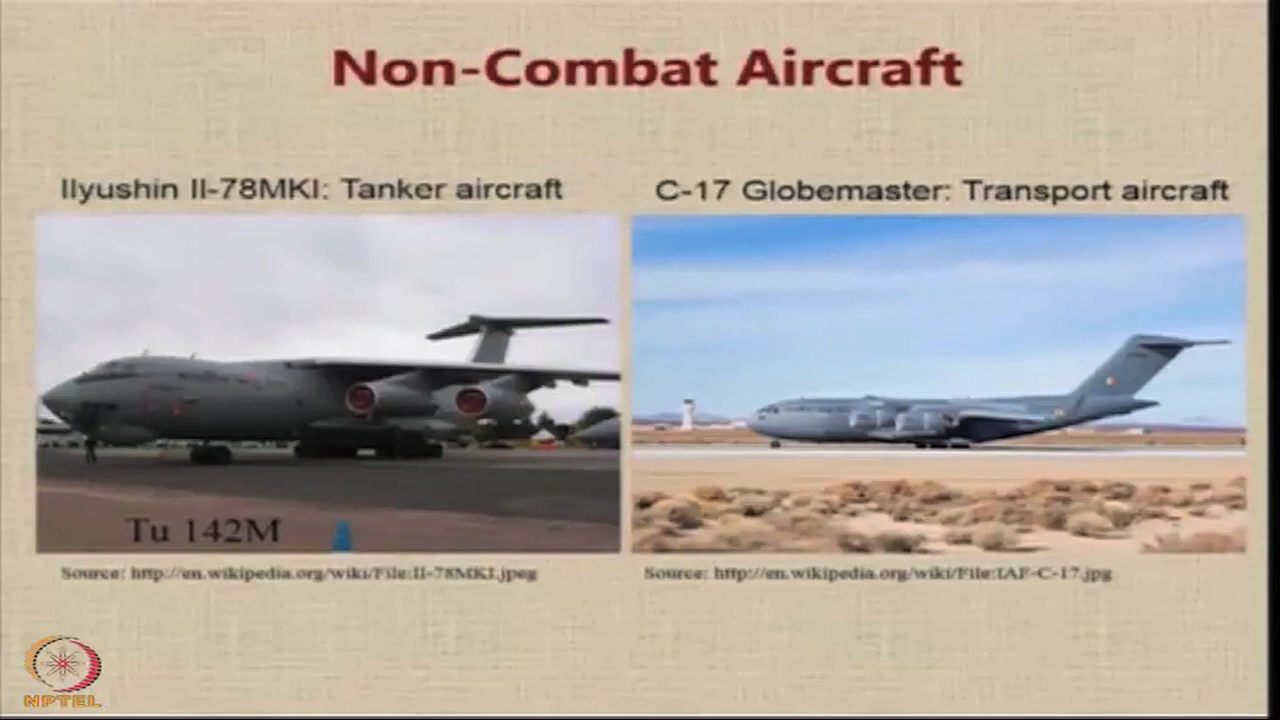 Non-Combat Aircraft
Ilyushin Il-78MKI: Tanker aircraft
C-17 Globemaster: Transport aircraft
Tu 142M
Source: http://en.wikipedia.org/wiki/File:Il-78MKI.jpeg
Source: http://en.wikipedia.org/wiki/File:IAF-C-17.jpg
NPTEL